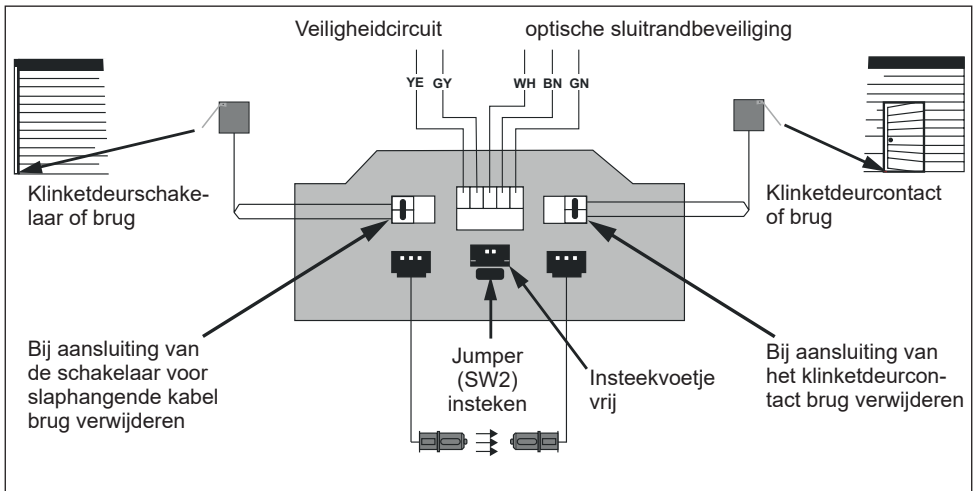 Veiligheidcircuit
optische sluitrandbeveiliging
YE GY
WH BN GN
Klinketdeurschake-
laar of brug
Klinketdeurcontact
of brug
Bij aansluiting van
de schakelaar voor
slaphangende kabel
brug verwijderen
Jumper
(SW2)
insteken
Insteekvoetje
vrij
Bij aansluiting van
het klinketdeurcon-
tact brug verwijderen